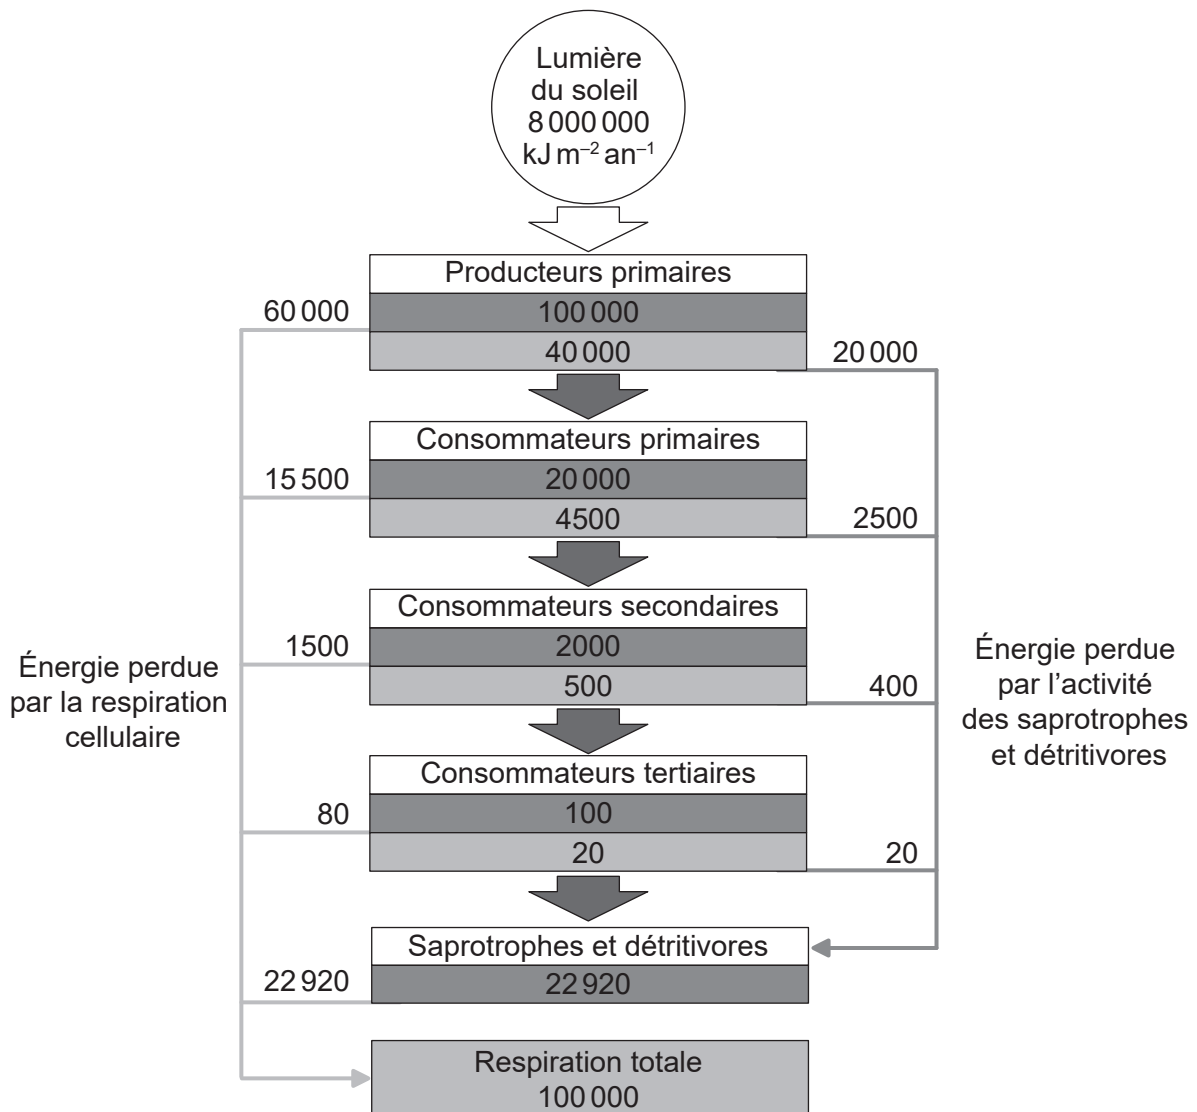 Lumière
du soleil
8 000 000
kJ m⁻² an⁻¹
Producteurs primaires
60 000
100 000
40 000
20 000
Consommateurs primaires
15 500
20 000
4500
2500
Consommateurs secondaires
1500
2000
500
400
Énergie perdue
par la respiration
cellulaire
Énergie perdue
par l’activité
des saprotrophes
et détritivores
Consommateurs tertiaires
80
100
20
20
Saprotrophes et détritivores
22 920
22 920
Respiration totale
100 000